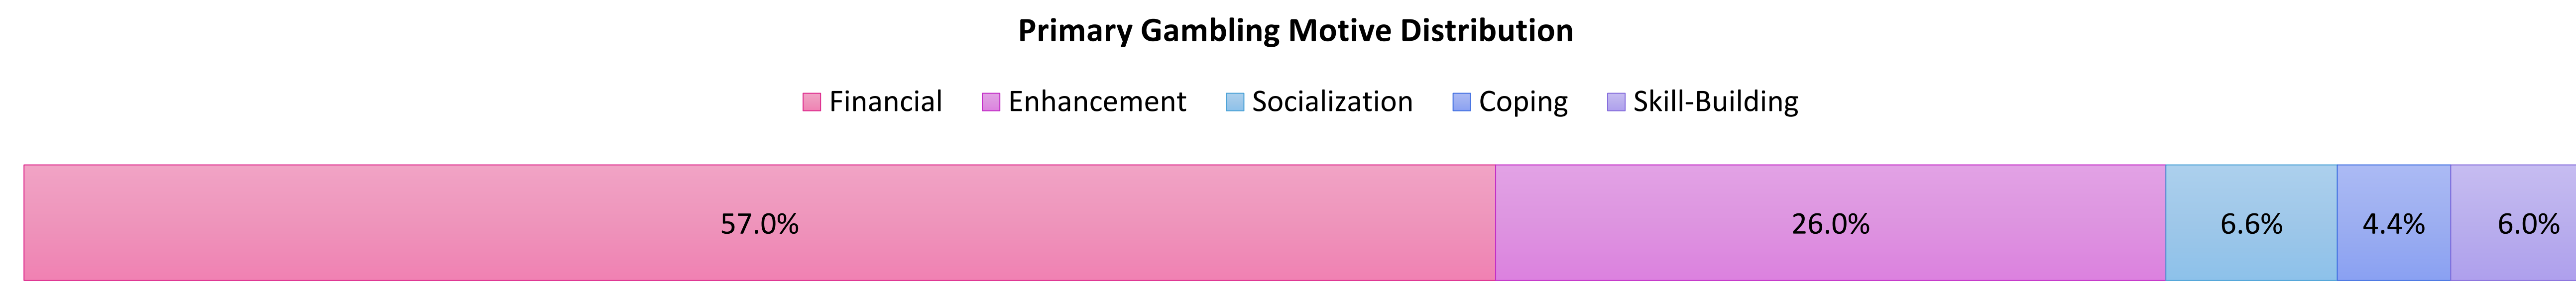 Primary Gambling Motive Distribution
Financial Enhancement Socialization Coping Skill-Building
57.0% 26.0% 6.6% 4.4% 6.0%